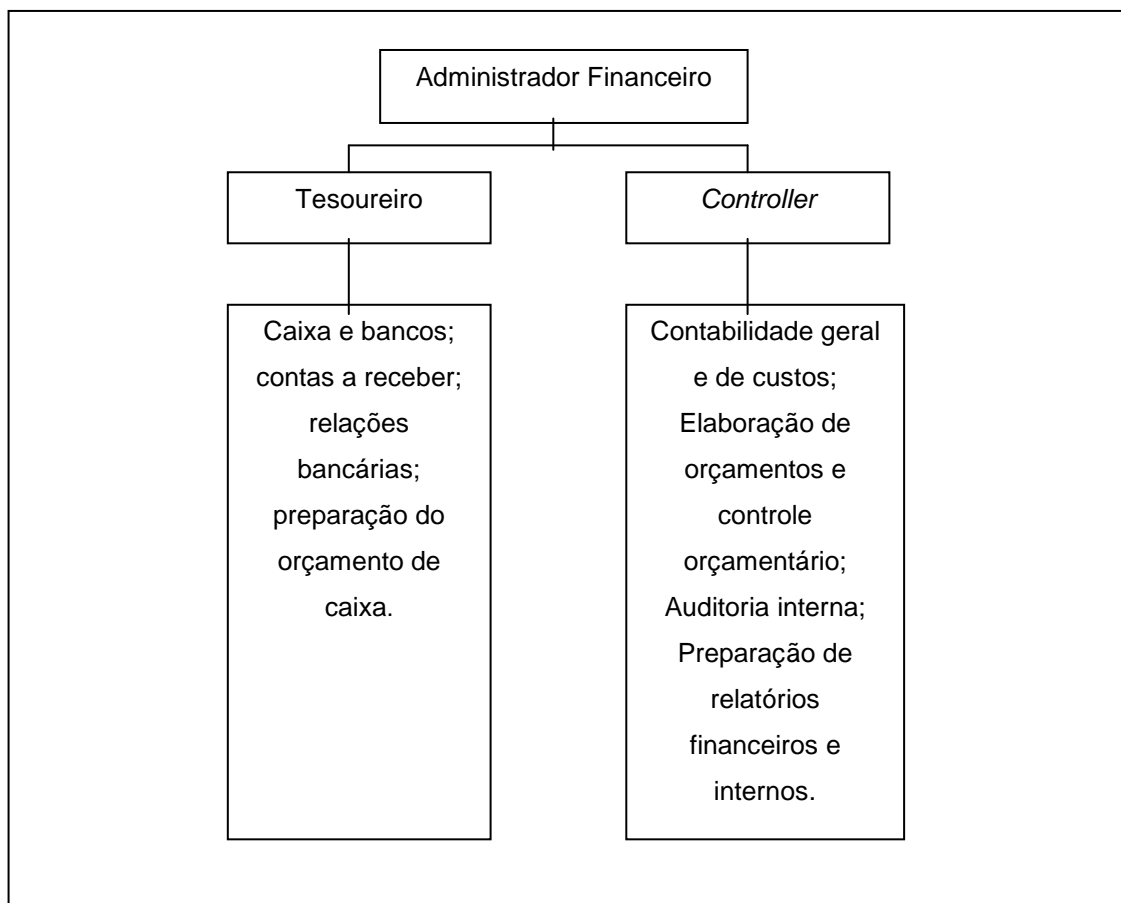 Administrador Financeiro
Tesoureiro
Controller
Caixa e bancos;
contas a receber;
relações
bancárias;
preparação do
orçamento de
caixa.
Contabilidade geral
e de custos;
Elaboração de
orçamentos e
controle
orçamentário;
Auditoria interna;
Preparação de
relatórios
financeiros e
internos.